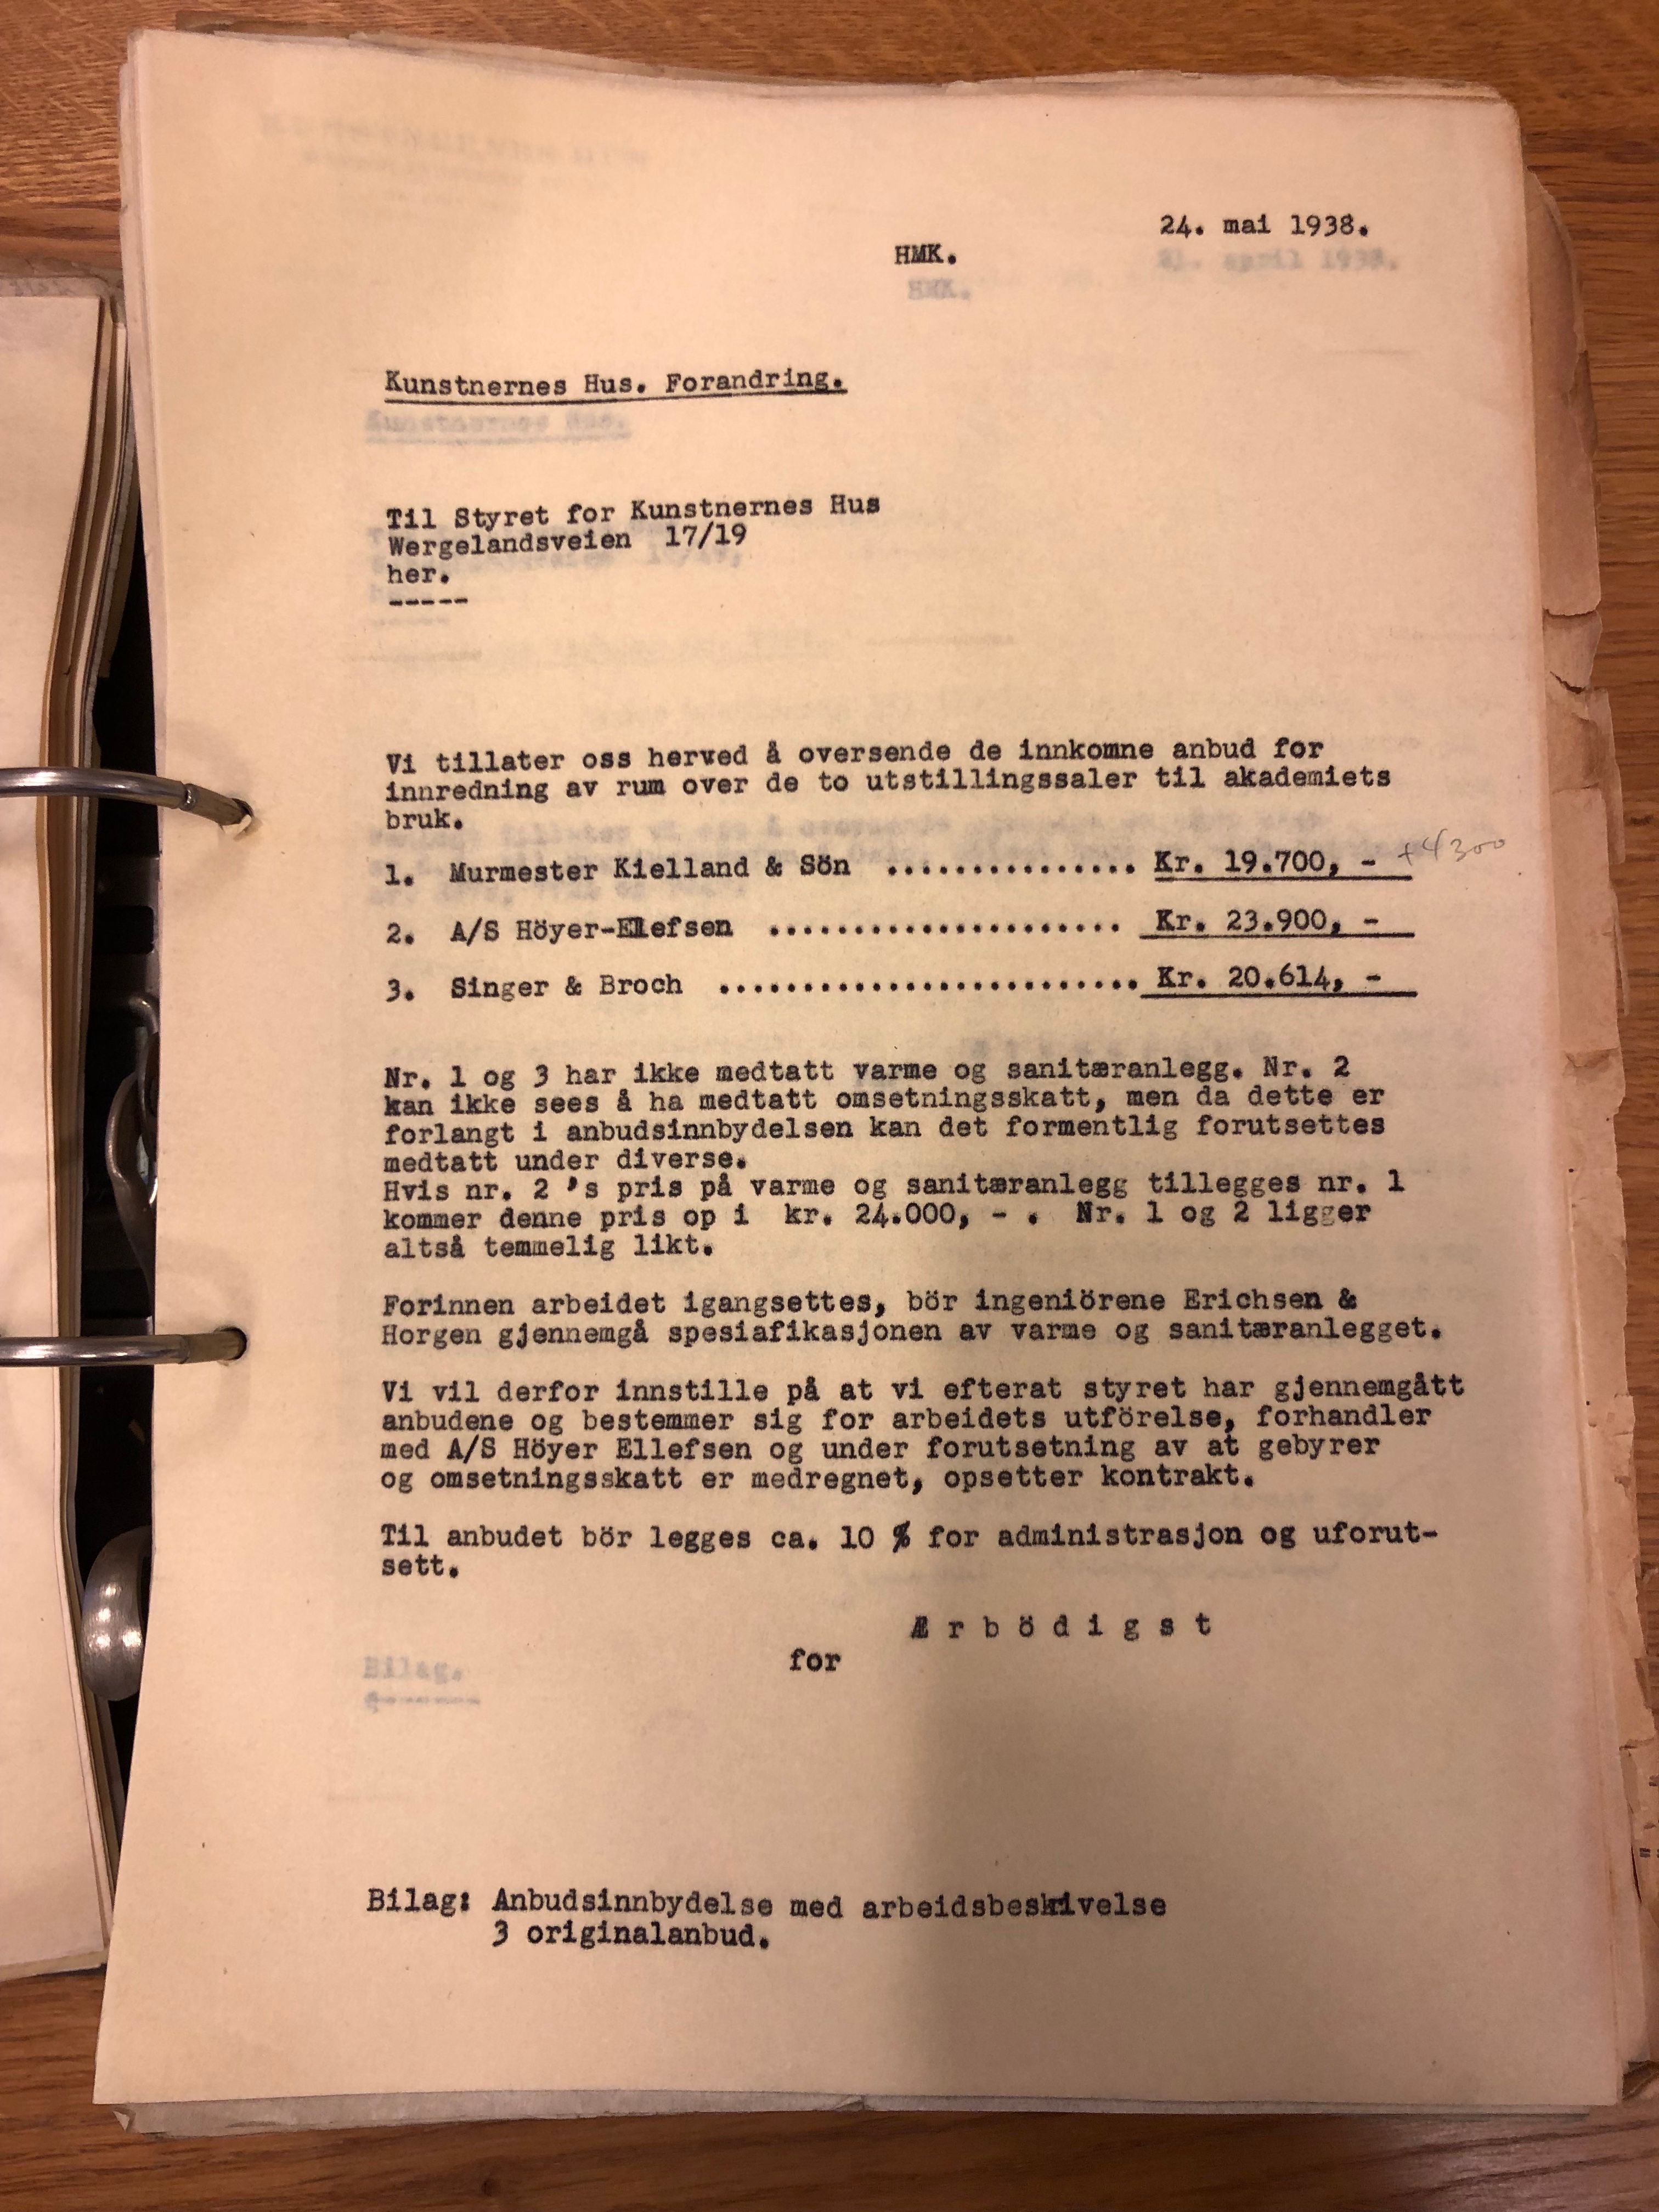 24. mai 1938.
HMK.
21. april 1938.
HMK.
Kunstnernes Hus. Forandring.
Kunstnernes Hus.
Til Styret for Kunstnernes Hus
Wergelandsveien 17/19
her.
-----
Vi tillater oss herved å oversende de innkomne anbud for
innredning av rum over de to utstillingssaler til akademiets
bruk.
1. Murmester Kielland & Sön ............... Kr. 19.700, - +4300
2. A/S Höyer-Ellefsen ..................... Kr. 23.900, -
3. Singer & Broch ......................... Kr. 20.614, -
Nr. 1 og 3 har ikke medtatt varme og sanitæranlegg. Nr. 2
kan ikke sees å ha medtatt omsetningsskatt, men da dette er
forlangt i anbudsinnbydelsen kan det formentlig forutsettes
medtatt under diverse.
Hvis nr. 2 's pris på varme og sanitæranlegg tillegges nr. 1
kommer denne pris op i kr. 24.000, - . Nr. 1 og 2 ligger
altså temmelig likt.
Forinnen arbeidet igangsettes, bör ingeniörene Erichsen &
Horgen gjennemgå spesiafikasjonen av varme og sanitæranlegget.
Vi vil derfor innstille på at vi efterat styret har gjennemgått
anbudene og bestemmer sig for arbeidets utförelse, forhandler
med A/S Höyer Ellefsen og under forutsetning av at gebyrer
og omsetningsskatt er medregnet, opsetter kontrakt.
Til anbudet bör legges ca. 10 % for administrasjon og uforut-
sett.
Ærbödigst
for
Bilag.
Bilag: Anbudsinnbydelse med arbeidsbeskrivelse
3 originalanbud.